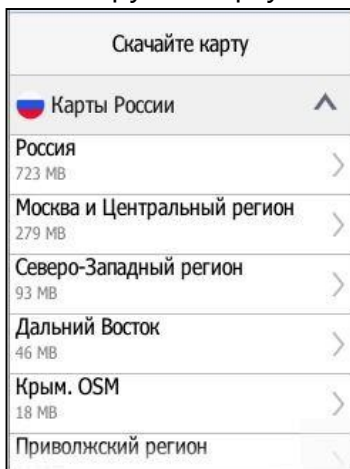 Скачайте карту
Карты России
Россия
723 MB
Москва и Центральный регион
279 MB
Северо-Западный регион
93 MB
Дальний Восток
46 MB
Крым. OSM
18 MB
Приволжский регион